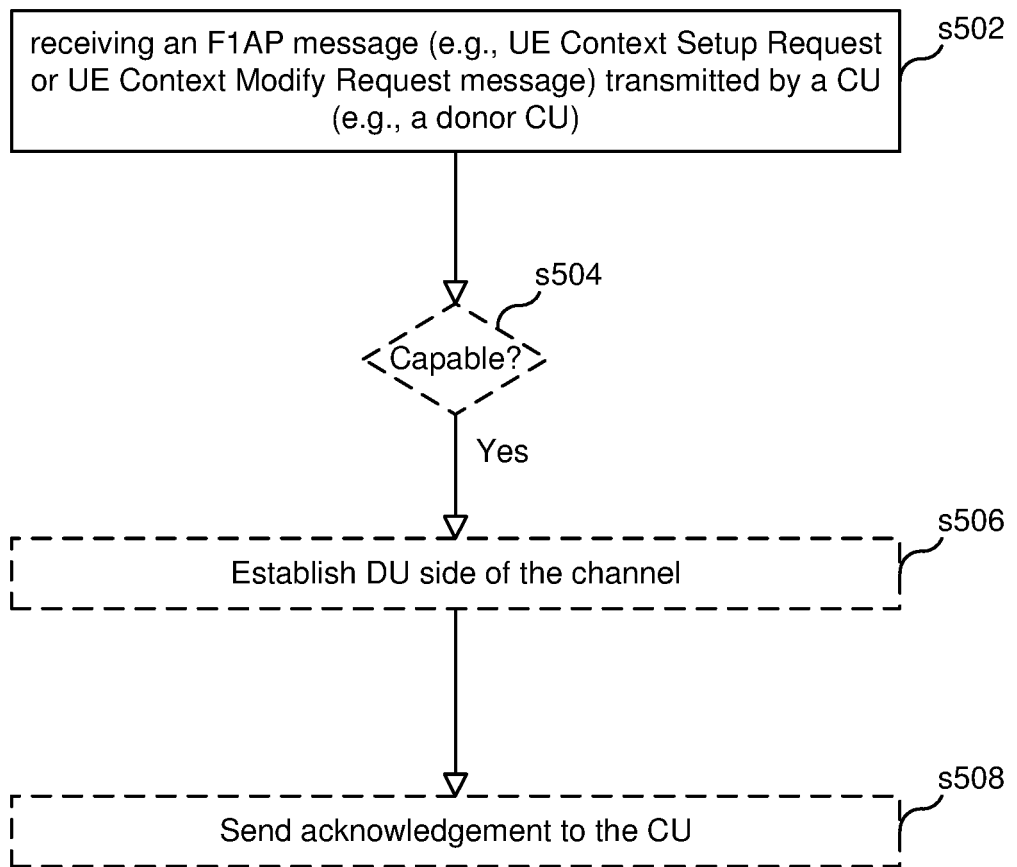 receiving an F1AP message (e.g., UE Context Setup Request
or UE Context Modify Request message) transmitted by a CU
(e.g., a donor CU)
s502
s504
Capable?
Yes
s506
Establish DU side of the channel
s508
Send acknowledgement to the CU